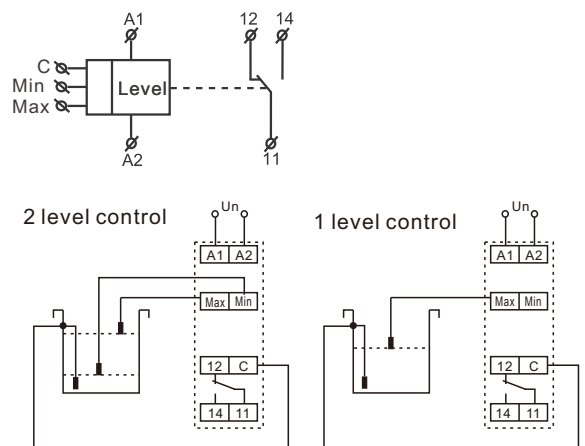 A1
12 14
C
Min
Max
Level
A2
11
2 level control
Un
A1 A2
Max Min
12 C
14 11
1 level control
Un
A1 A2
Max Min
12 C
14 11